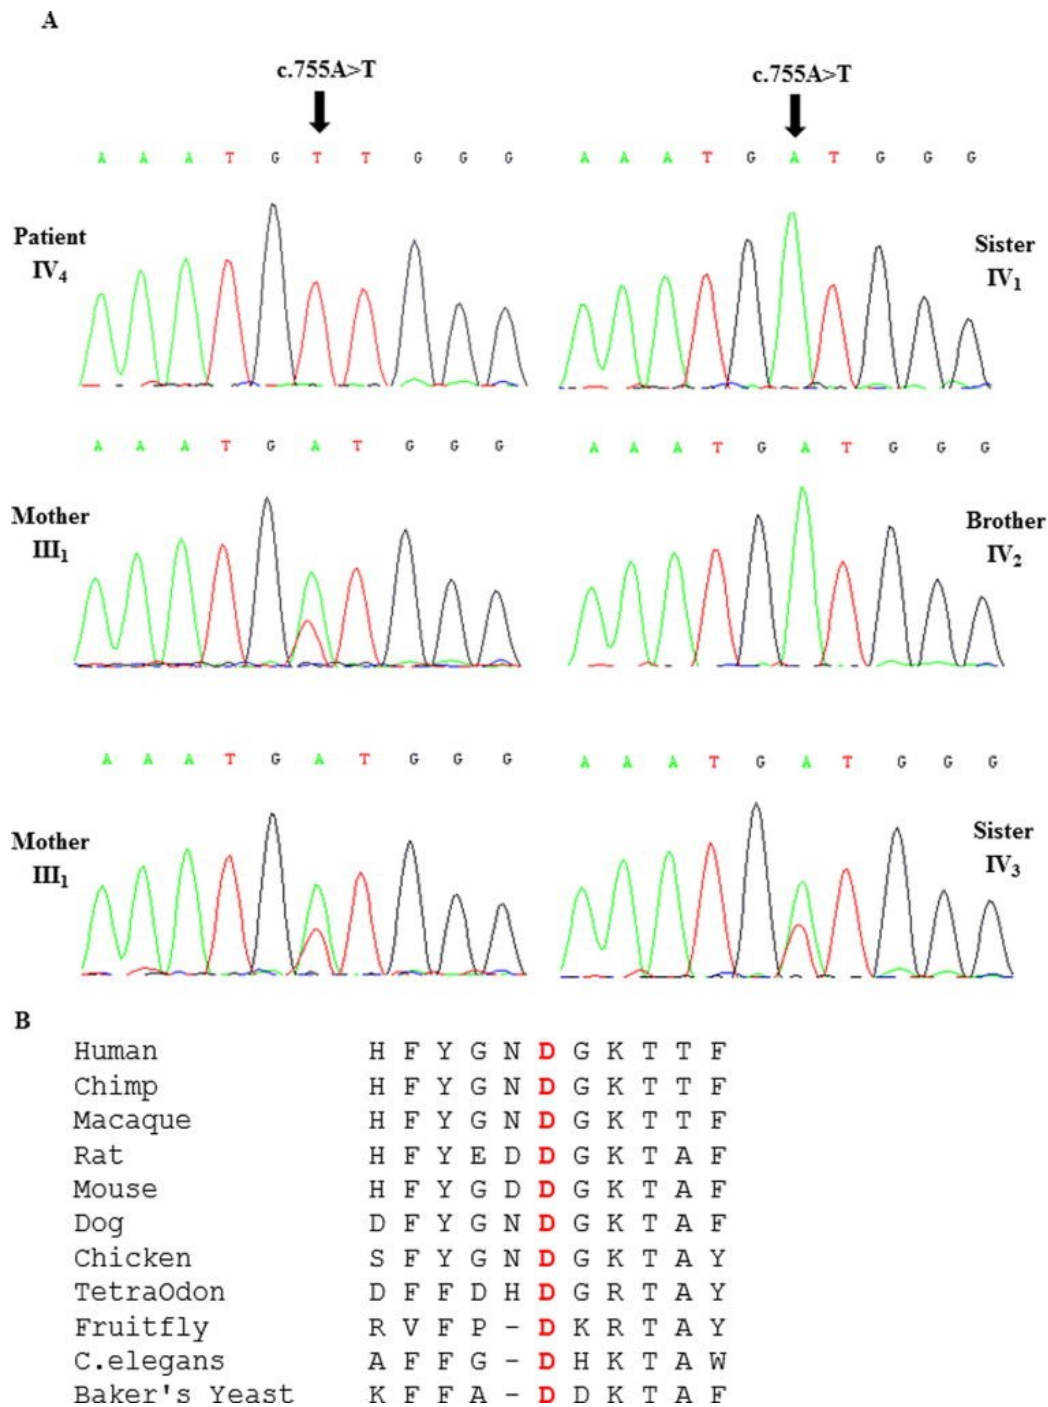 A
c.755A>T c.755A>T
A A A T G T T G G G A A A T G A T G G G
Patient
IV4
Sister
IV1
A A A T G A T G G G A A A T G A T G G G
Mother
III1
Brother
IV2
A A A T G A T G G G A A A T G A T G G G
Mother
III1
Sister
IV3
B
Human H F Y G N D G K T T F
Chimp H F Y G N D G K T T F
Macaque H F Y G N D G K T T F
Rat H F Y E D D G K T A F
Mouse H F Y G D D G K T A F
Dog D F Y G N D G K T A F
Chicken S F Y G N D G K T A Y
TetraOdon D F F D H D G R T A Y
Fruitfly R V F P - D K R T A Y
C.elegans A F F G - D H K T A W
Baker's Yeast K F F A - D D K T A F